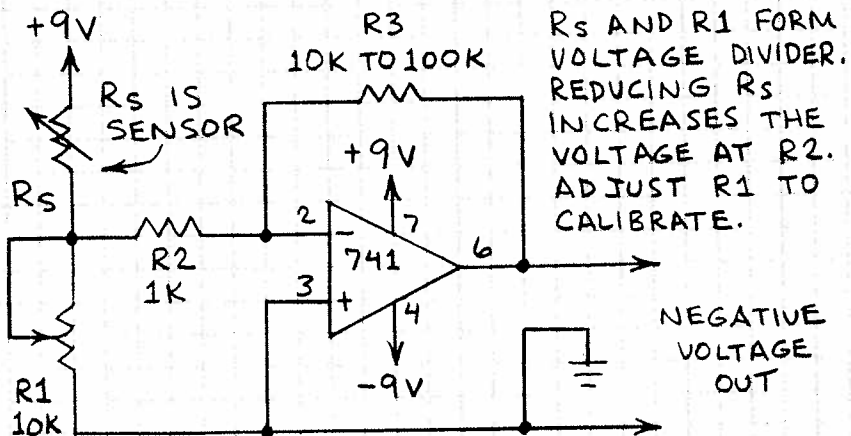 +9V
RS IS
SENSOR
RS
R3
10K TO 100K
RS AND R1 FORM
VOLTAGE DIVIDER.
REDUCING RS
INCREASES THE
VOLTAGE AT R2.
ADJUST R1 TO
CALIBRATE.
+9V
2
-
7
R2
1K
741
6
3
+
4
-9V
R1
10K
NEGATIVE
VOLTAGE
OUT